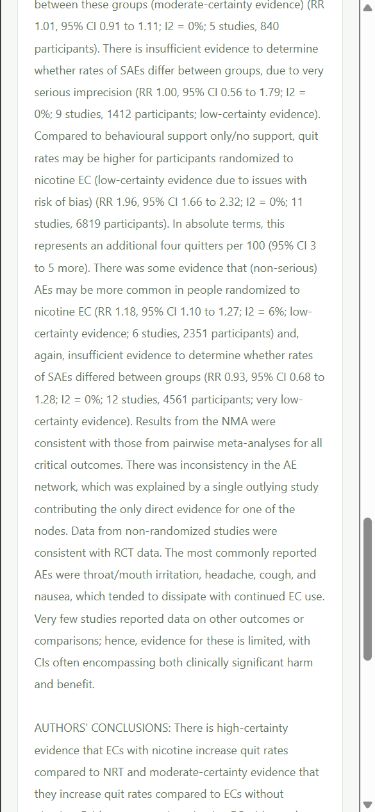 between these groups (moderate-certainty evidence) (RR
1.01, 95% CI 0.91 to 1.11; I2 = 0%; 5 studies, 840
participants). There is insufficient evidence to determine
whether rates of SAEs differ between groups, due to very
serious imprecision (RR 1.00, 95% CI 0.56 to 1.79; I2 =
0%; 9 studies, 1412 participants; low-certainty evidence).
Compared to behavioural support only/no support, quit
rates may be higher for participants randomized to
nicotine EC (low-certainty evidence due to issues with
risk of bias) (RR 1.96, 95% CI 1.66 to 2.32; I2 = 0%; 11
studies, 6819 participants). In absolute terms, this
represents an additional four quitters per 100 (95% CI 3
to 5 more). There was some evidence that (non-serious)
AEs may be more common in people randomized to
nicotine EC (RR 1.18, 95% CI 1.10 to 1.27; I2 = 6%; low-
certainty evidence; 6 studies, 2351 participants) and,
again, insufficient evidence to determine whether rates
of SAEs differed between groups (RR 0.93, 95% CI 0.68 to
1.28; I2 = 0%; 12 studies, 4561 participants; very low-
certainty evidence). Results from the NMA were
consistent with those from pairwise meta-analyses for all
critical outcomes. There was inconsistency in the AE
network, which was explained by a single outlying study
contributing the only direct evidence for one of the
nodes. Data from non-randomized studies were
consistent with RCT data. The most commonly reported
AEs were throat/mouth irritation, headache, cough, and
nausea, which tended to dissipate with continued EC use.
Very few studies reported data on other outcomes or
comparisons; hence, evidence for these is limited, with
CIs often encompassing both clinically significant harm
and benefit.
AUTHORS' CONCLUSIONS: There is high-certainty
evidence that ECs with nicotine increase quit rates
compared to NRT and moderate-certainty evidence that
they increase quit rates compared to ECs without